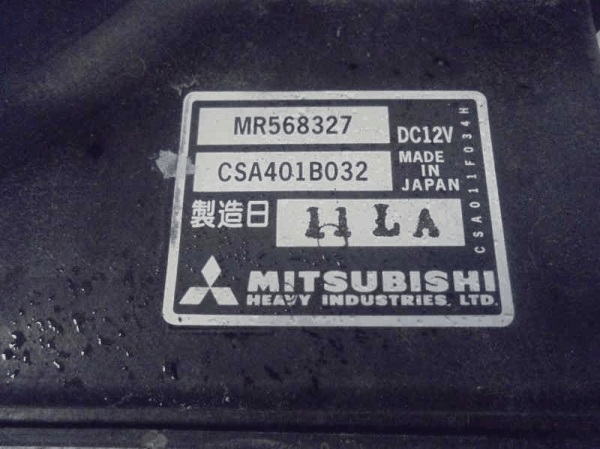 MR568327
DC12V
CSA401B032
MADE
IN
JAPAN
製造日 11 LA
MITSUBISHI
HEAVY INDUSTRIES, LTD.
CSA011F034H